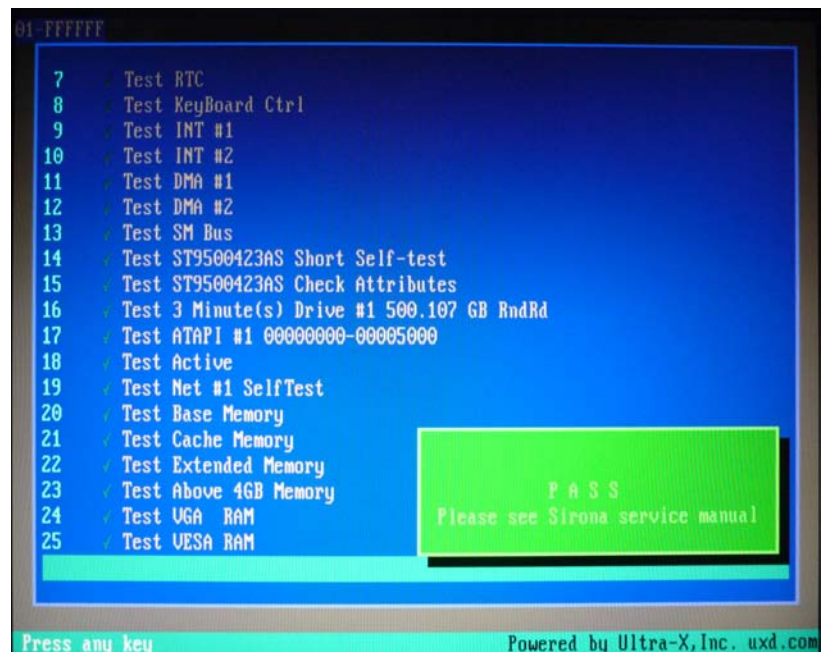 01-FFFFFF
7 √ Test RTC
8 √ Test KeyBoard Ctrl
9 √ Test INT #1
10 √ Test INT #2
11 √ Test DMA #1
12 √ Test DMA #2
13 √ Test SM Bus
14 √ Test ST9500423AS Short Self-test
15 √ Test ST9500423AS Check Attributes
16 √ Test 3 Minute(s) Drive #1 500.107 GB RndRd
17 √ Test ATAPI #1 00000000-00005000
18 √ Test Active
19 √ Test Net #1 SelfTest
20 √ Test Base Memory
21 √ Test Cache Memory
22 √ Test Extended Memory
23 √ Test Above 4GB Memory
24 √ Test VGA  RAM
25 √ Test VESA RAM
P A S S
Please see Sirona service manual
Press any key
Powered by Ultra-X,Inc. uxd.com